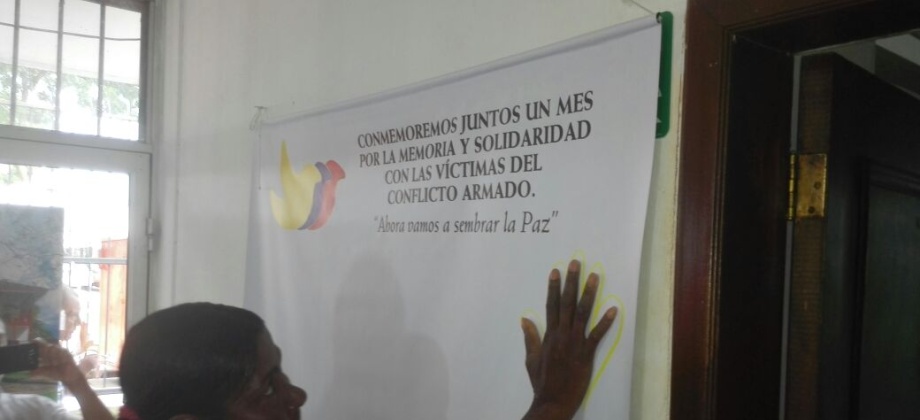 CONMEMOREMOS JUNTOS UN MES
POR LA MEMORIA Y SOLIDARIDAD
CON LAS VÍCTIMAS DEL
CONFLICTO ARMADO.
"Ahora vamos a sembrar la Paz"